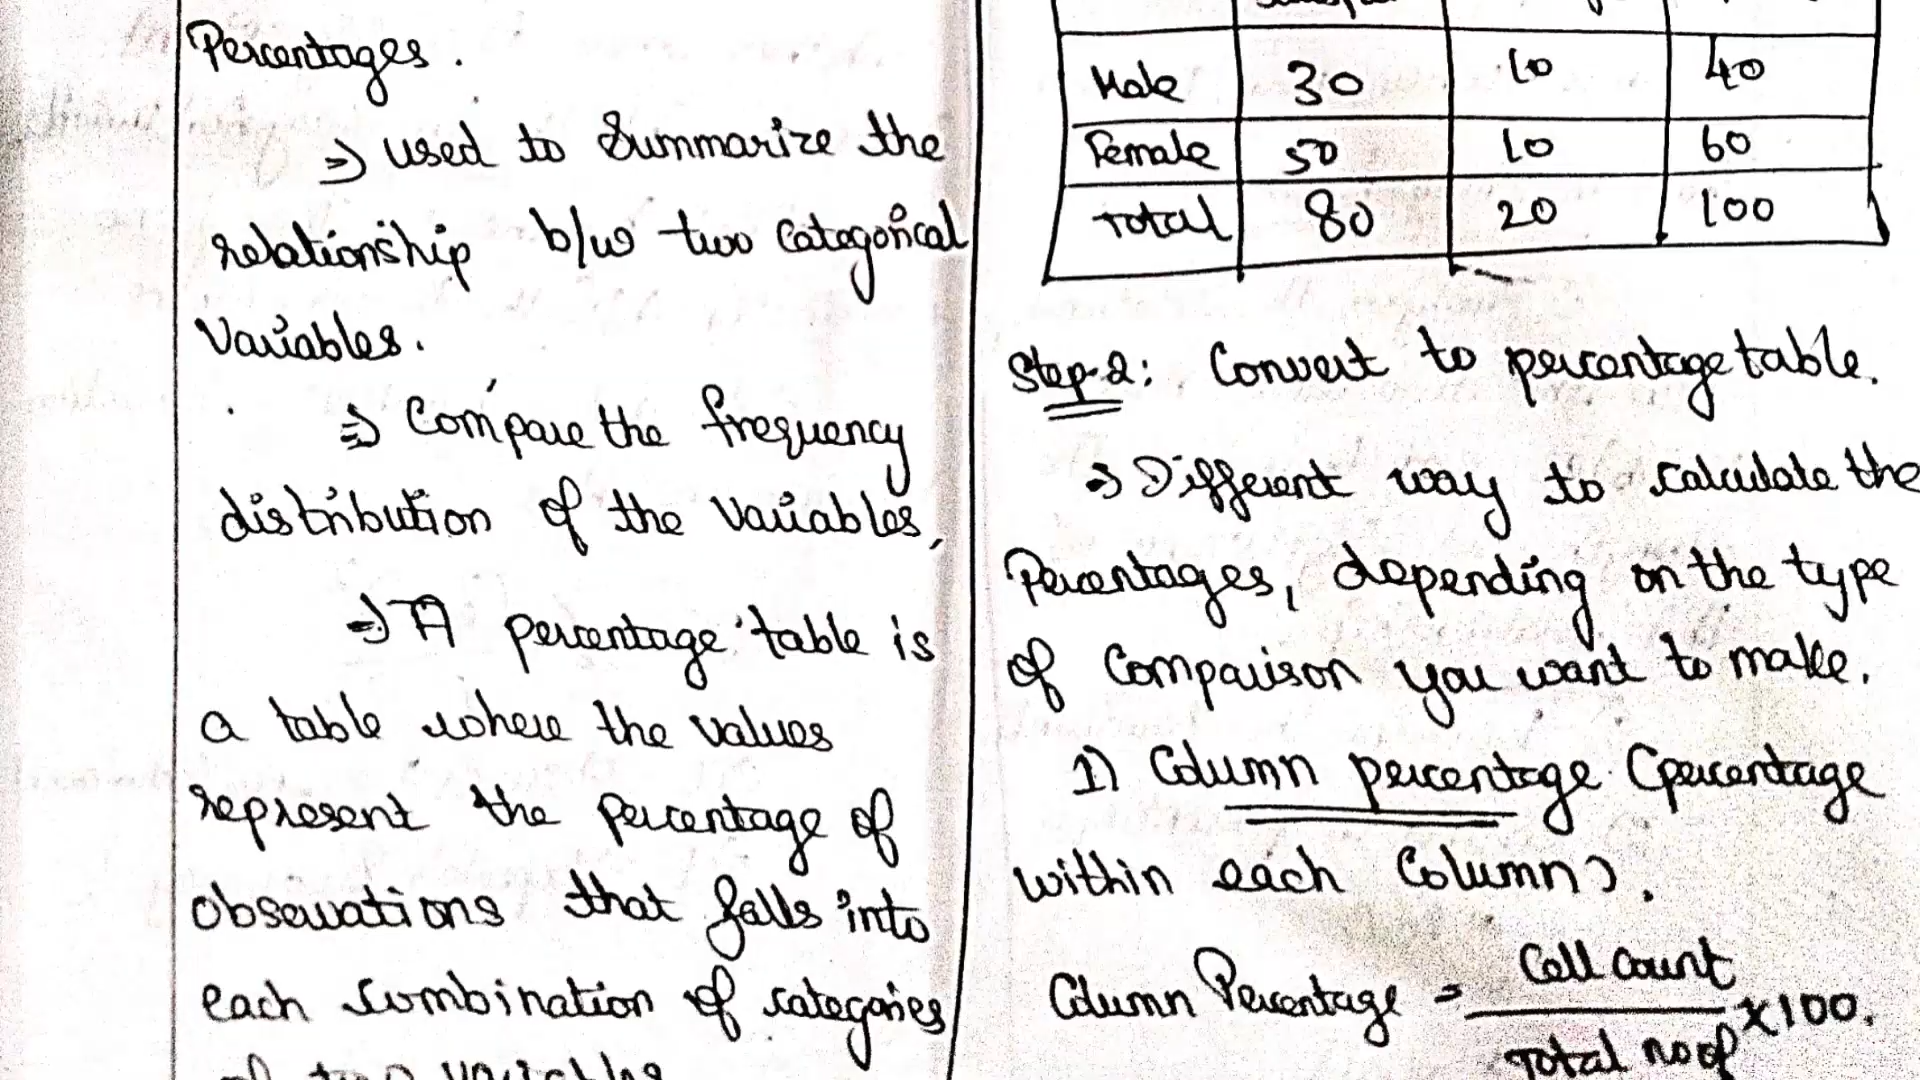 Percentages.
=> used to Summarize the
relationship b/w two Categorical
Variables.
=> Compare the frequency
distribution of the variables,
=> A percentage table is
a table where the values
represent the percentage of
observations that falls into
each combination of categories
of two variables
Male 30 10 40
Female 50 10 60
Total 80 20 100
Step-2: Convert to percentage table.
=> Different way to calculate the
Percentages, depending on the type
of Comparison you want to make.
1) Column percentage (percentage
within each Column).
Column Percentage = Cell Count
× 100.
Total no of